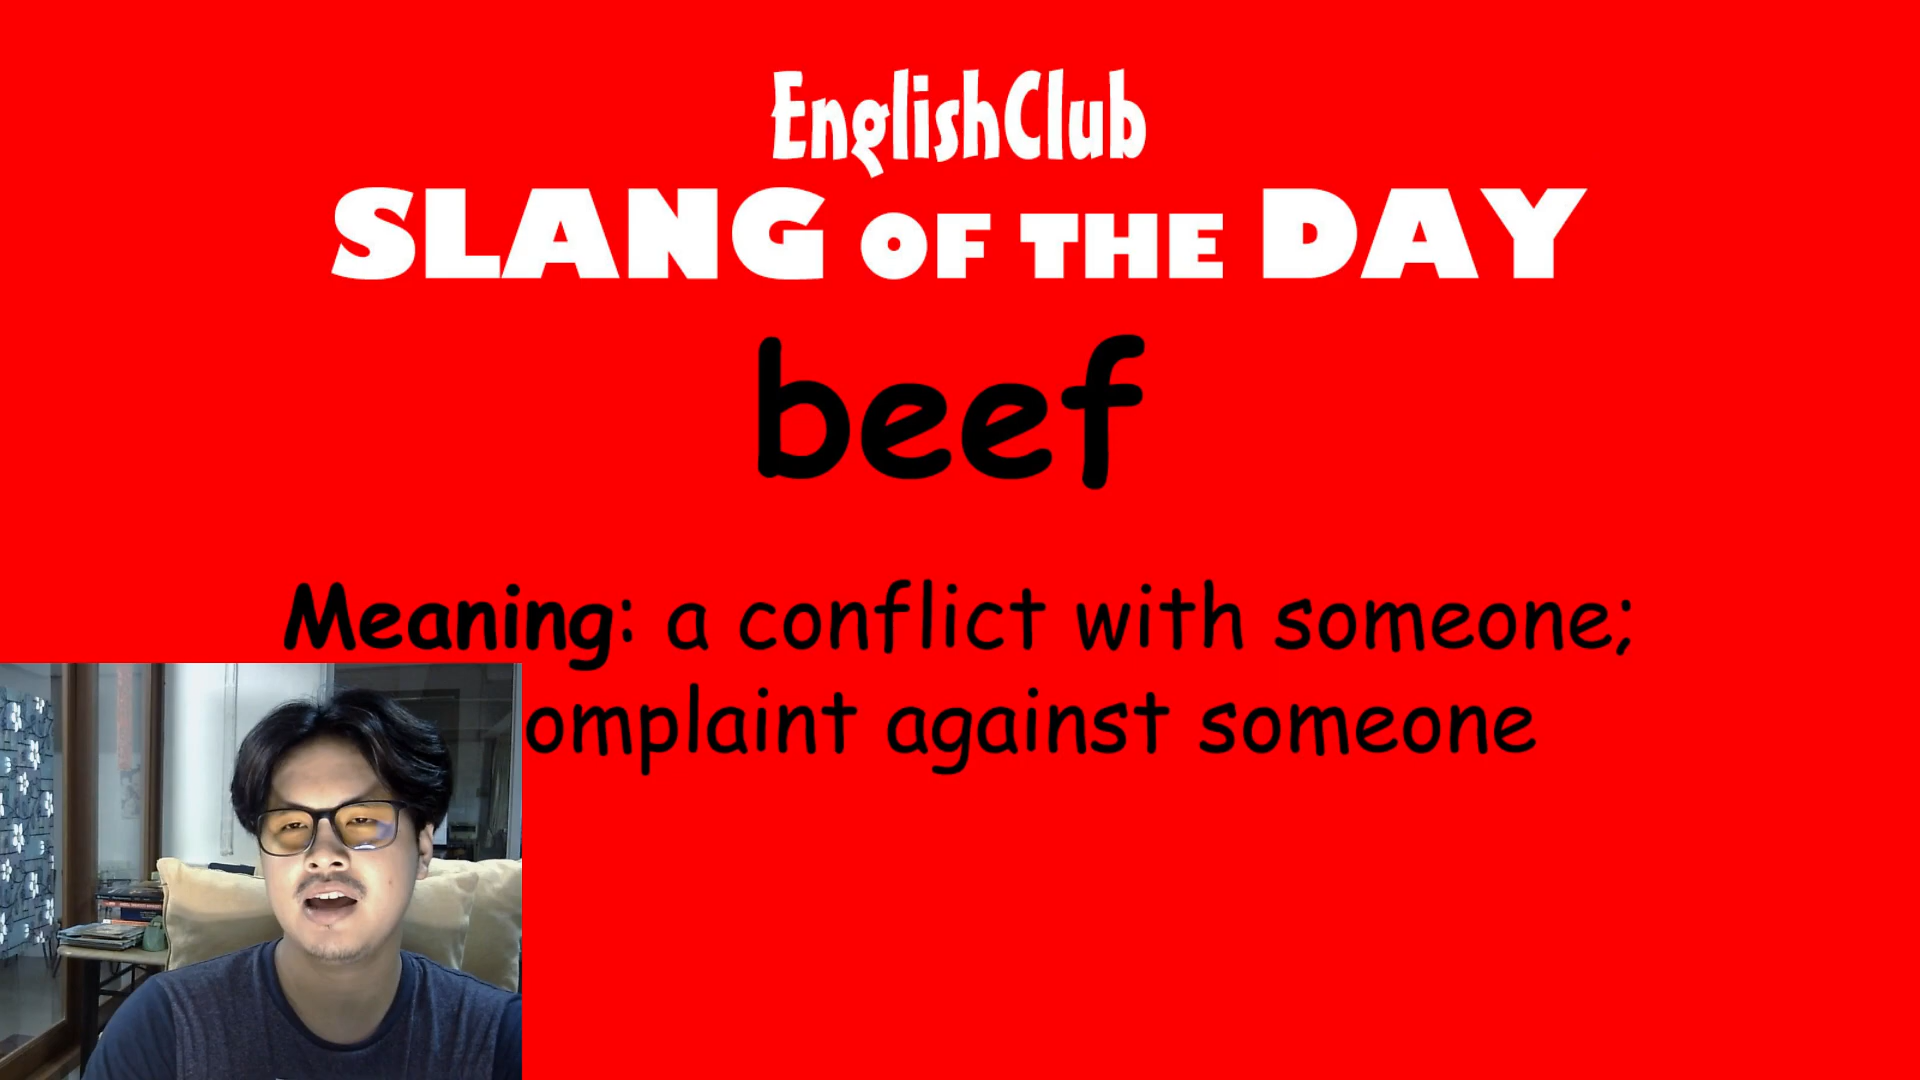 EnglishClub
SLANG OF THE DAY
beef
Meaning: a conflict with someone;
omplaint against someone